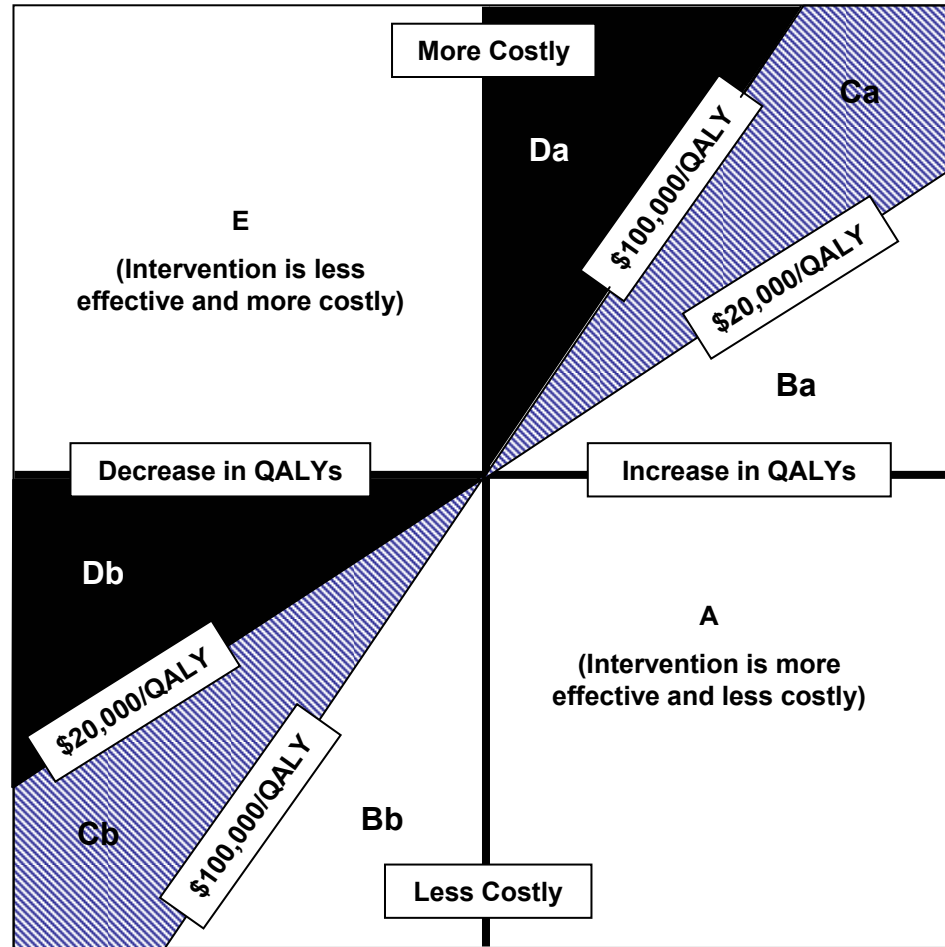 More Costly
Ca
Da
$100,000/QALY
E
(Intervention is less
effective and more costly)
$20,000/QALY
Ba
Decrease in QALYs
Increase in QALYs
Db
A
(Intervention is more
effective and less costly)
$20,000/QALY
$100,000/QALY
Bb
Cb
Less Costly